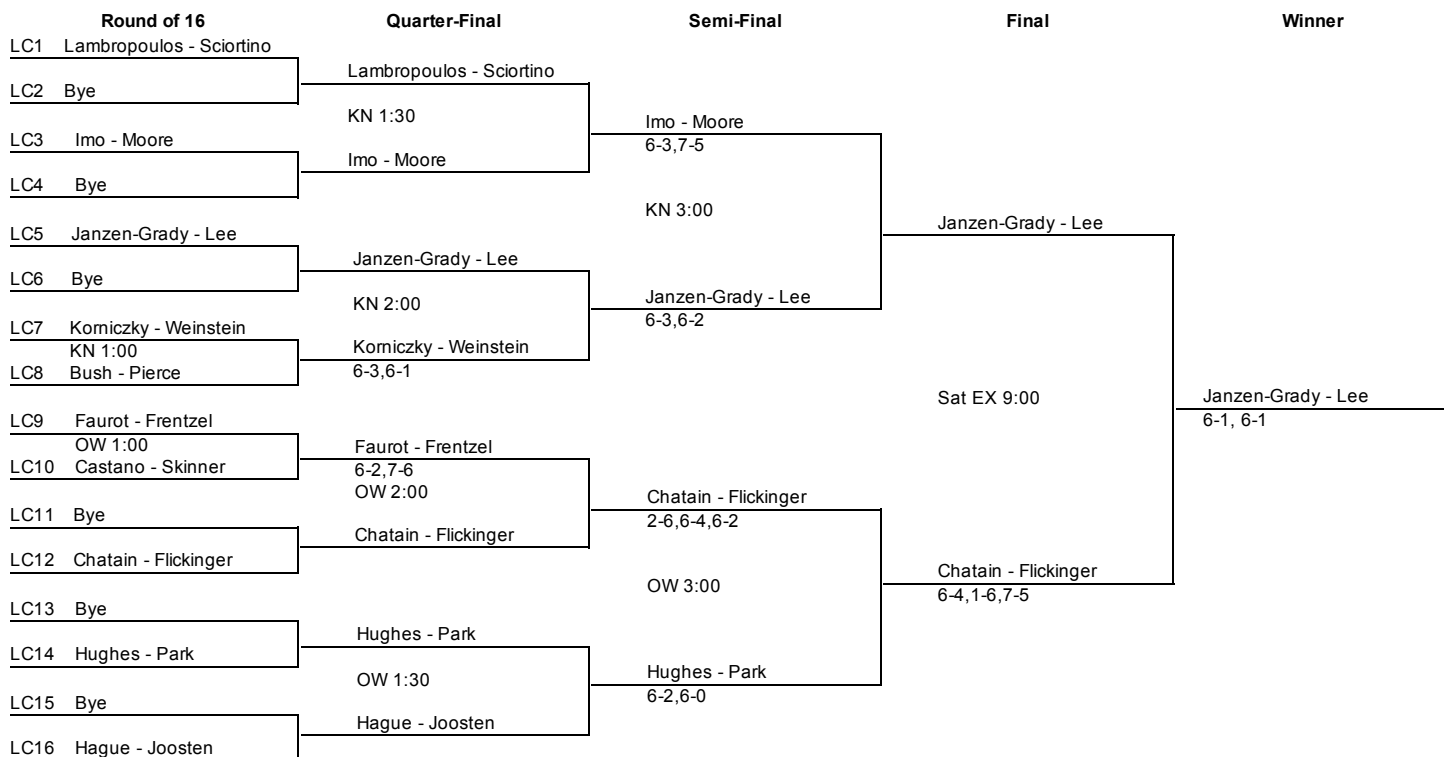 Round of 16 Quarter-Final Semi-Final Final Winner
LC1 Lambropoulos - Sciortino
Lambropoulos - Sciortino
LC2 Bye
KN 1:30
Imo - Moore
LC3 Imo - Moore
6-3,7-5
Imo - Moore
LC4 Bye
KN 3:00
Janzen-Grady - Lee
LC5 Janzen-Grady - Lee
Janzen-Grady - Lee
LC6 Bye
Janzen-Grady - Lee
KN 2:00
6-3,6-2
LC7 Korniczky - Weinstein
KN 1:00
Korniczky - Weinstein
LC8 Bush - Pierce
6-3,6-1
Sat EX 9:00
Janzen-Grady - Lee
6-1, 6-1
LC9 Faurot - Frentzel
OW 1:00
Faurot - Frentzel
LC10 Castano - Skinner
6-2,7-6
OW 2:00
Chatain - Flickinger
LC11 Bye
2-6,6-4,6-2
Chatain - Flickinger
LC12 Chatain - Flickinger
Chatain - Flickinger
OW 3:00
6-4,1-6,7-5
LC13 Bye
Hughes - Park
LC14 Hughes - Park
Hughes - Park
OW 1:30
6-2,6-0
LC15 Bye
Hague - Joosten
LC16 Hague - Joosten